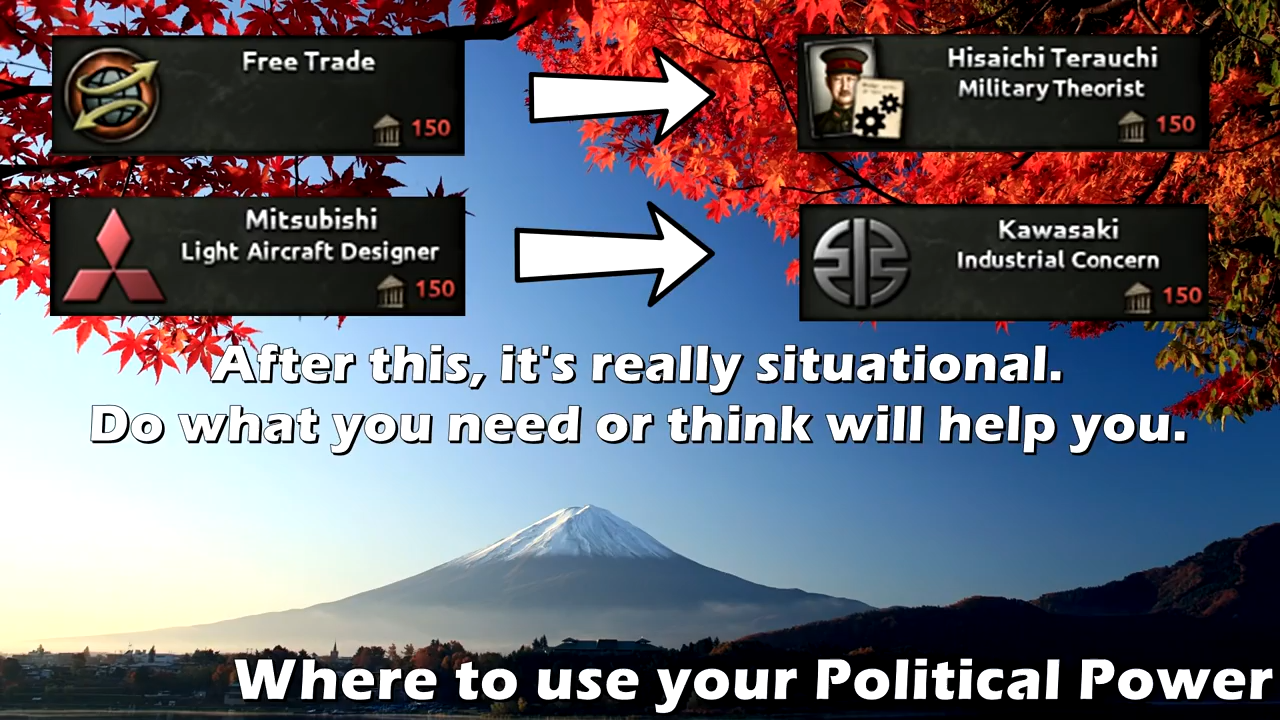 Free Trade
150
Hisaichi Terauchi
Military Theorist
150
Mitsubishi
Light Aircraft Designer
150
Kawasaki
Industrial Concern
150
After this, it's really situational.
Do what you need or think will help you.
Where to use your Political Power